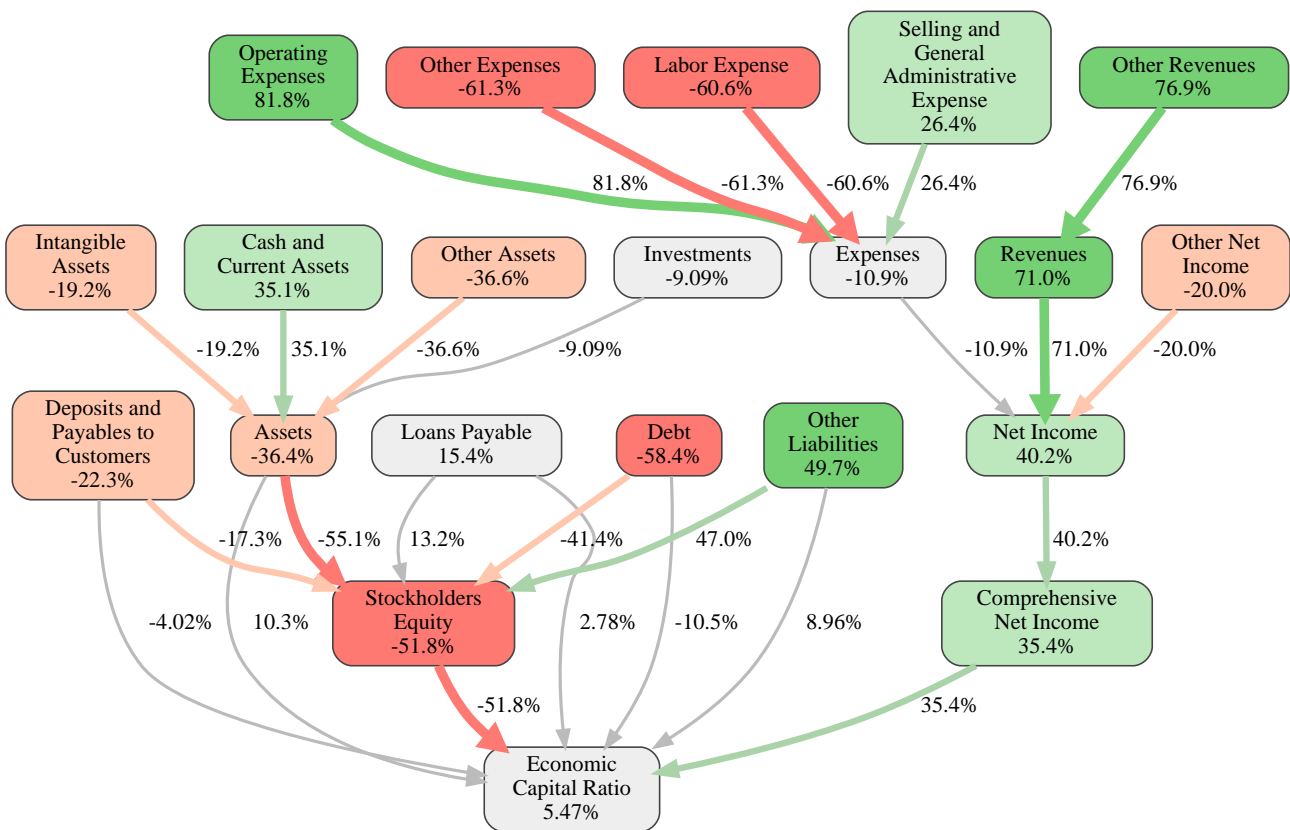 Operating
Expenses
81.8%
Other Expenses
-61.3%
Labor Expense
-60.6%
Selling and
General
Administrative
Expense
26.4%
Other Revenues
76.9%
81.8%
-61.3%
-60.6%
26.4%
76.9%
Intangible
Assets
-19.2%
Cash and
Current Assets
35.1%
Other Assets
-36.6%
Investments
-9.09%
Expenses
-10.9%
Revenues
71.0%
Other Net
Income
-20.0%
-19.2%
35.1%
-36.6%
-9.09%
-10.9%
71.0%
-20.0%
Deposits and
Payables to
Customers
-22.3%
Assets
-36.4%
Loans Payable
15.4%
Debt
-58.4%
Other
Liabilities
49.7%
Net Income
40.2%
-17.3%
-55.1%
13.2%
-41.4%
47.0%
40.2%
-4.02%
10.3%
Stockholders
Equity
-51.8%
2.78%
-10.5%
8.96%
Comprehensive
Net Income
35.4%
-51.8%
35.4%
Economic
Capital Ratio
5.47%